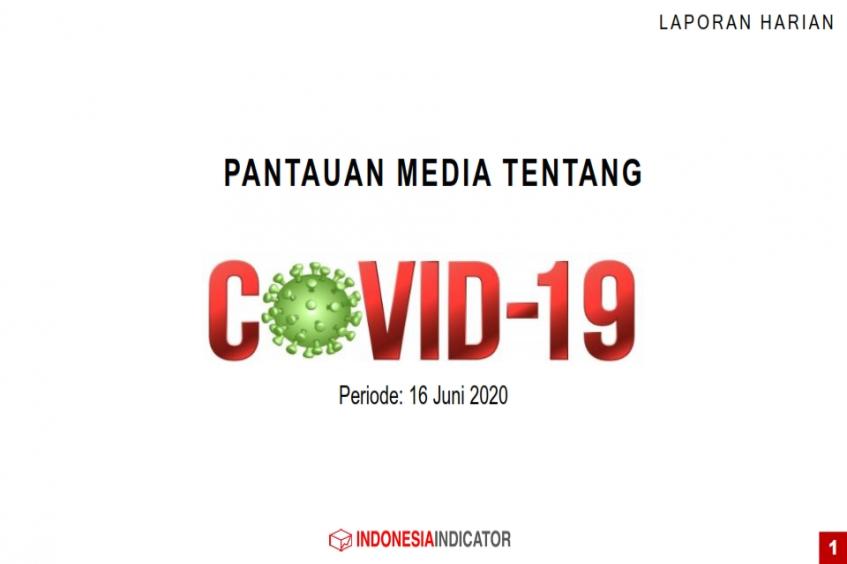 LAPORAN HARIAN
PANTAUAN MEDIA TENTANG
COVID-19
Periode: 16 Juni 2020
INDONESIAINDICATOR
1